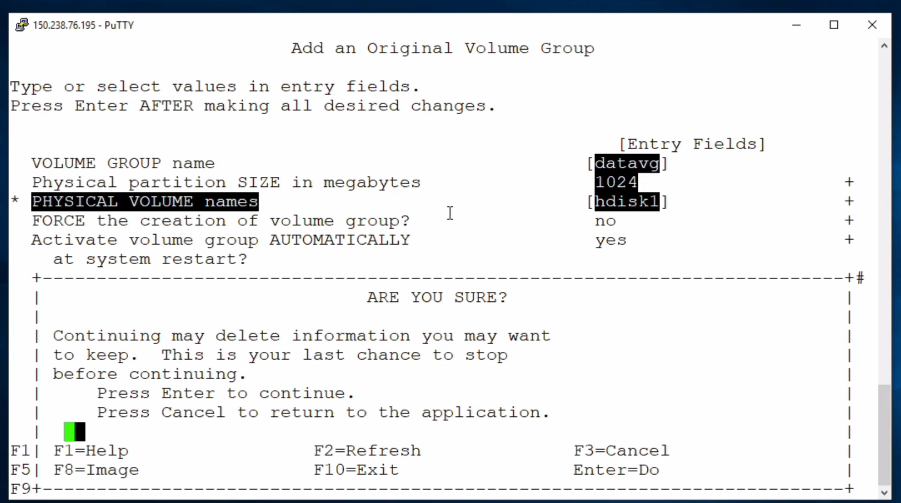 150.238.76.195 - PuTTY
Add an Original Volume Group
Type or select values in entry fields.
Press Enter AFTER making all desired changes.
[Entry Fields]
VOLUME GROUP name [datavg]
Physical partition SIZE in megabytes 1024 +
* PHYSICAL VOLUME names [hdisk1] +
FORCE the creation of volume group? no +
Activate volume group AUTOMATICALLY yes +
at system restart?
+--------------------------------------------------------------------------+#
| ARE YOU SURE? |
| |
| Continuing may delete information you may want |
| to keep. This is your last chance to stop |
| before continuing. |
| Press Enter to continue. |
| Press Cancel to return to the application. |
| |
F1| F1=Help F2=Refresh F3=Cancel |
F5| F8=Image F10=Exit Enter=Do |
F9+--------------------------------------------------------------------------+